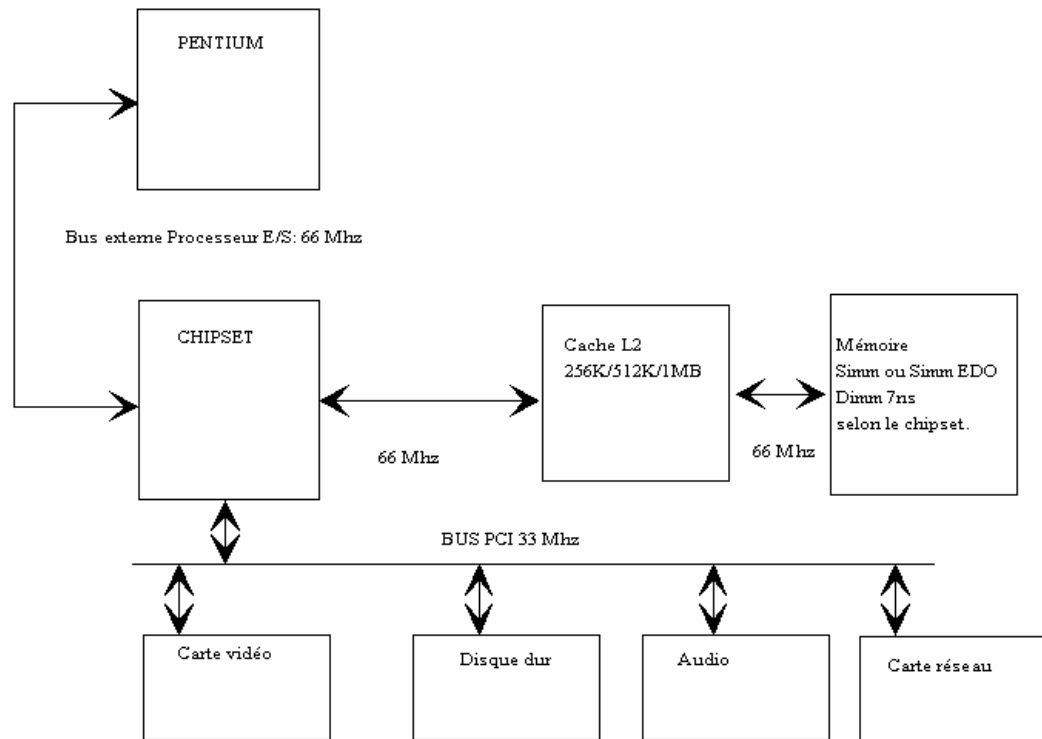 PENTIUM
Bus externe Processeur E/S: 66 Mhz
CHIPSET
66 Mhz
Cache L2
256K/512K/1MB
66 Mhz
Mémoire
Simm ou Simm EDO
Dimm 7ns
selon le chipset.
BUS PCI 33 Mhz
Carte vidéo
Disque dur
Audio
Carte réseau